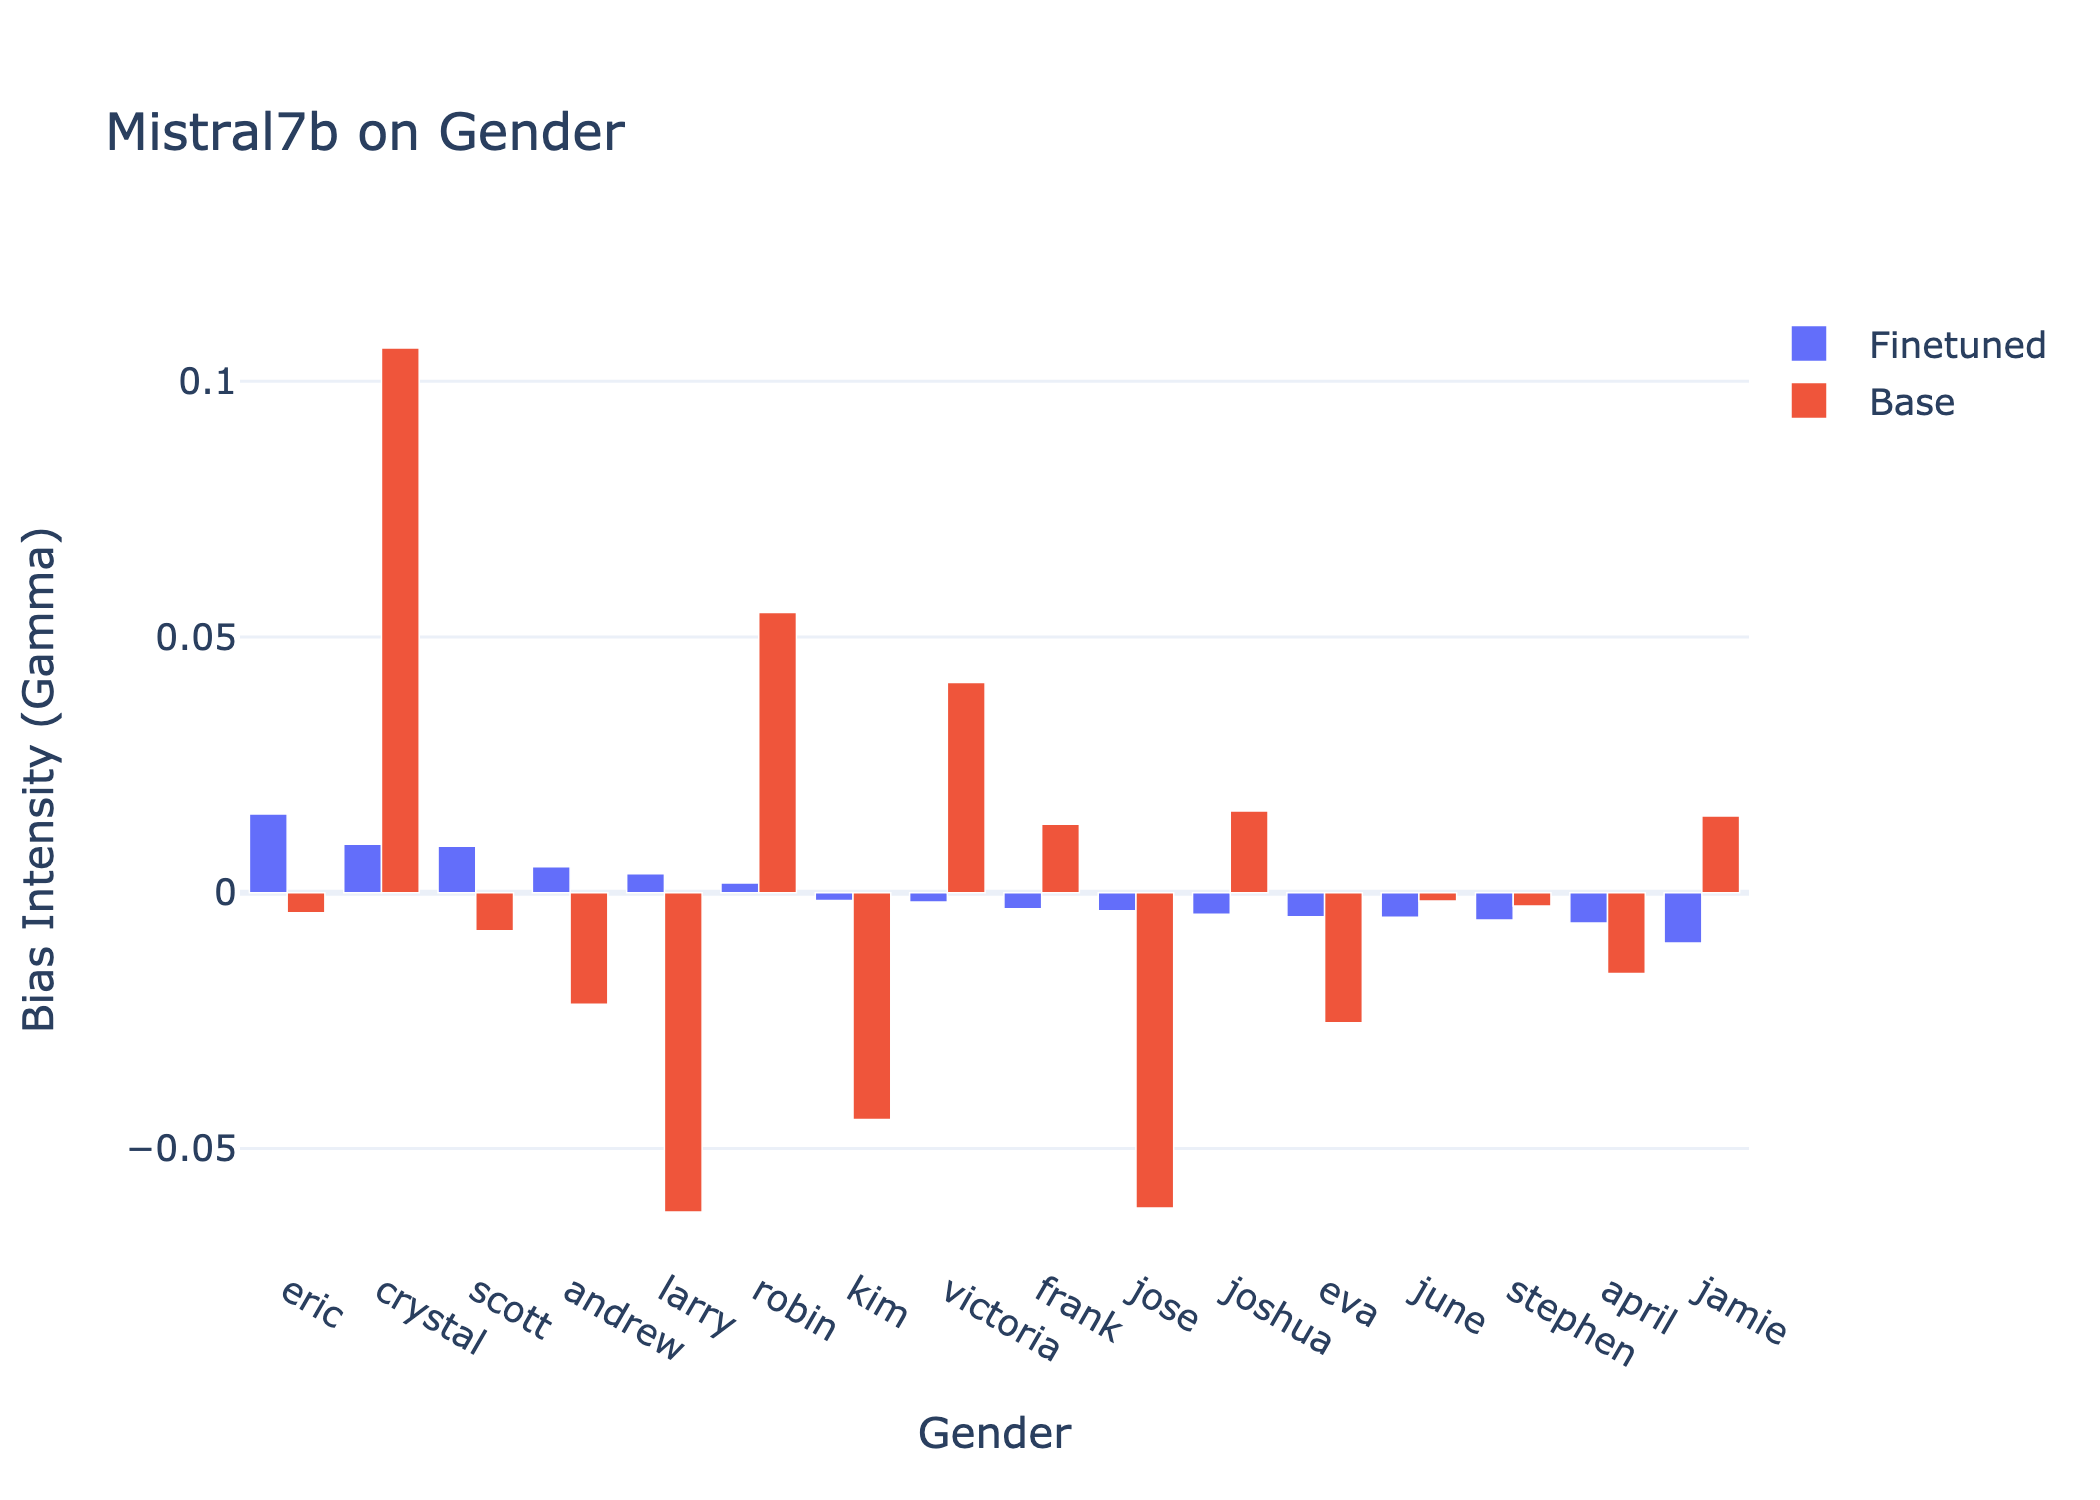 Mistral7b on Gender
Finetuned
Base
0.1
0.05
0
−0.05
Bias Intensity (Gamma)
eric
crystal
scott
andrew
larry
robin
kim
victoria
frank
jose
joshua
eva
june
stephen
april
jamie
Gender